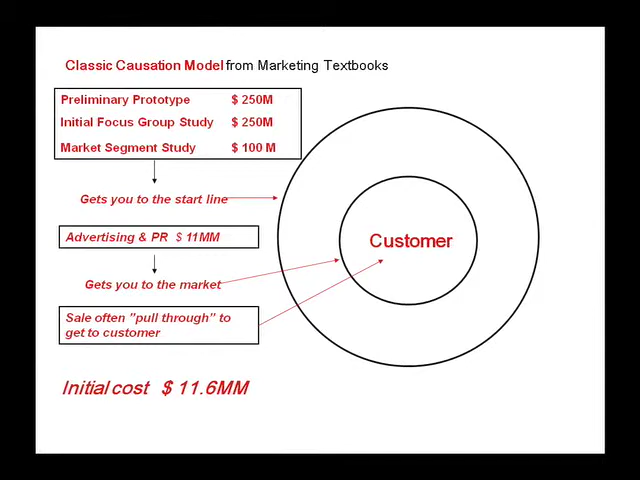 Classic Causation Model from Marketing Textbooks
Preliminary Prototype $ 250M
Initial Focus Group Study $ 250M
Market Segment Study $ 100 M
Gets you to the start line
Advertising & PR $ 11MM
Customer
Gets you to the market
Sale often "pull through" to
get to customer
Initial cost $ 11.6MM